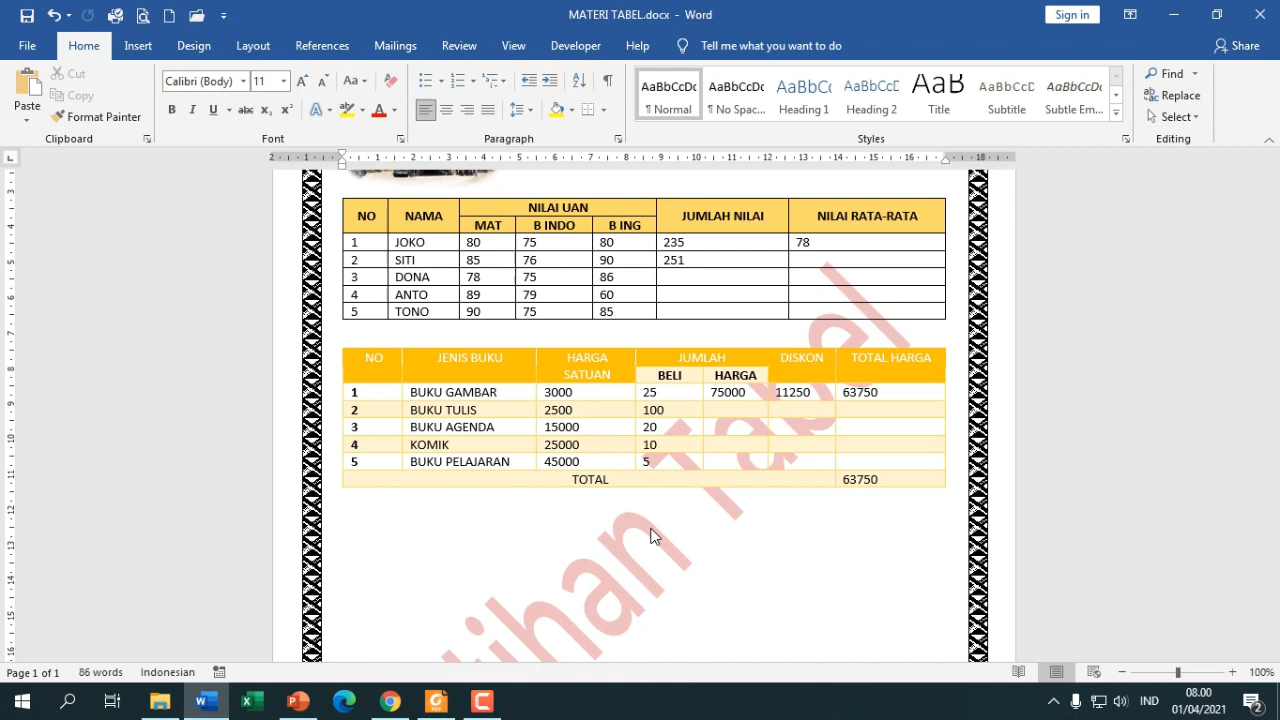 MATERI TABEL.docx - Word
Sign in
File Home Insert Design Layout References Mailings Review View Developer Help Tell me what you want to do Share
Paste
Cut
Copy
Format Painter
Clipboard
Calibri (Body) 11
Font
Paragraph
AaBbCcDc ¶ Normal
AaBbCcDc ¶ No Spac...
AaBbCc Heading 1
AaBbCcD Heading 2
AaB Title
AaBbCcD Subtitle
AaBbCcDc Subtle Em...
Styles
Find
Replace
Select
Editing
NO NAMA NILAI UAN JUMLAH NILAI NILAI RATA-RATA
MAT B INDO B ING
1 JOKO 80 75 80 235 78
2 SITI 85 76 90 251
3 DONA 78 75 86
4 ANTO 89 79 60
5 TONO 90 75 85
NO JENIS BUKU HARGA SATUAN JUMLAH DISKON TOTAL HARGA
BELI HARGA
1 BUKU GAMBAR 3000 25 75000 11250 63750
2 BUKU TULIS 2500 100
3 BUKU AGENDA 15000 20
4 KOMIK 25000 10
5 BUKU PELAJARAN 45000 5
TOTAL 63750
tihan Tabel
Page 1 of 1 86 words Indonesian 100%
IND
08.00
01/04/2021
2